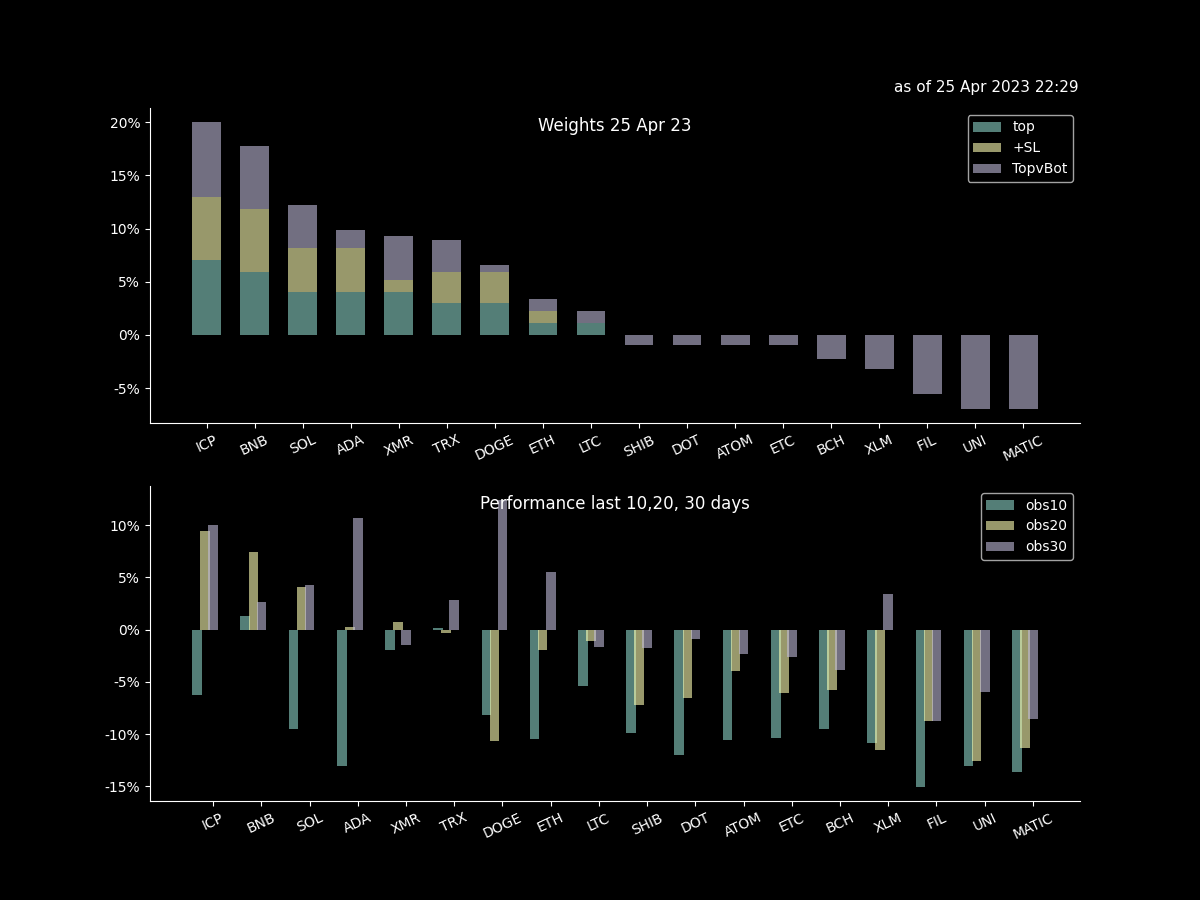 as of 25 Apr 2023 22:29
Weights 25 Apr 23
top
+SL
TopvBot
20%
15%
10%
5%
0%
-5%
ICP BNB SOL ADA XMR TRX DOGE ETH LTC SHIB DOT ATOM ETC BCH XLM FIL UNI MATIC
Performance last 10,20, 30 days
obs10
obs20
obs30
10%
5%
0%
-5%
-10%
-15%
ICP BNB SOL ADA XMR TRX DOGE ETH LTC SHIB DOT ATOM ETC BCH XLM FIL UNI MATIC